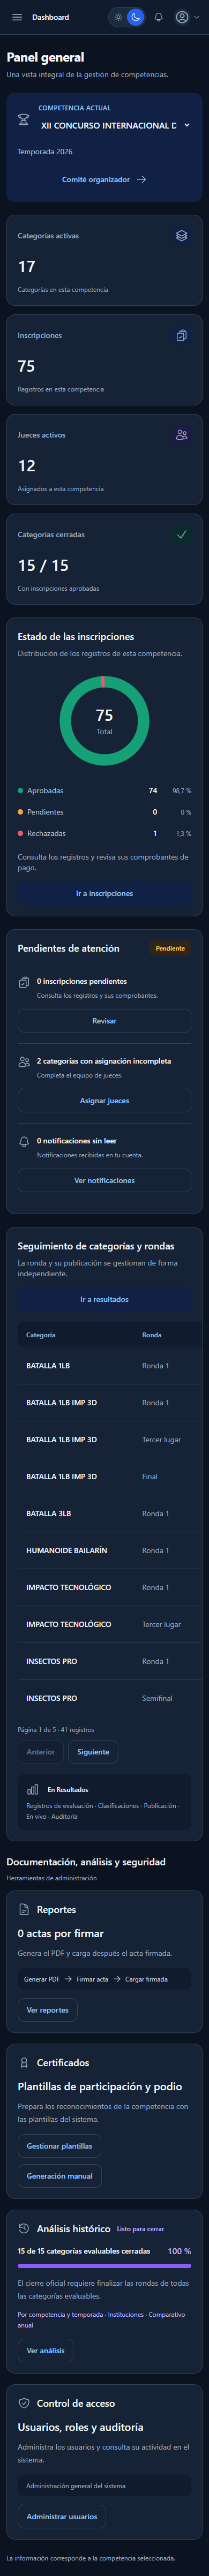 Dashboard
Panel general
Una vista integral de la gestión de competencias.
COMPETENCIA ACTUAL
XII CONCURSO INTERNACIONAL D
Temporada 2026
Comité organizador
Categorías activas
17
Categorías en esta competencia
Inscripciones
75
Registros en esta competencia
Jueces activos
12
Asignados a esta competencia
Categorías cerradas
15 / 15
Con inscripciones aprobadas
Estado de las inscripciones
Distribución de los registros de esta competencia.
75
Total
Aprobadas 74 98,7 %
Pendientes 0 0 %
Rechazadas 1 1,3 %
Consulta los registros y revisa sus comprobantes de
pago.
Ir a inscripciones
Pendientes de atención Pendiente
0 inscripciones pendientes
Consulta los registros y sus comprobantes.
Revisar
2 categorías con asignación incompleta
Completa el equipo de jueces.
Asignar jueces
0 notificaciones sin leer
Notificaciones recibidas en tu cuenta.
Ver notificaciones
Seguimiento de categorías y rondas
La ronda y su publicación se gestionan de forma
independiente.
Ir a resultados
Categoría Ronda
BATALLA 1LB Ronda 1
BATALLA 1LB IMP 3D Ronda 1
BATALLA 1LB IMP 3D Tercer lugar
BATALLA 1LB IMP 3D Final
BATALLA 3LB Ronda 1
HUMANOIDE BAILARÍN Ronda 1
IMPACTO TECNOLÓGICO Ronda 1
IMPACTO TECNOLÓGICO Tercer lugar
INSECTOS PRO Ronda 1
INSECTOS PRO Semifinal
Página 1 de 5 · 41 registros
Anterior Siguiente
En Resultados
Registros de evaluación · Clasificaciones · Publicación ·
En vivo · Auditoría
Documentación, análisis y seguridad
Herramientas de administración
Reportes
0 actas por firmar
Genera el PDF y carga después el acta firmada.
Generar PDF → Firmar acta → Cargar firmada
Ver reportes
Certificados
Plantillas de participación y podio
Prepara los reconocimientos de la competencia con
las plantillas del sistema.
Gestionar plantillas
Generación manual
Análisis histórico Listo para cerrar
15 de 15 categorías evaluables cerradas 100 %
El cierre oficial requiere finalizar las rondas de todas
las categorías evaluables.
Por competencia y temporada · Instituciones · Comparativo
anual
Ver análisis
Control de acceso
Usuarios, roles y auditoría
Administra los usuarios y consulta su actividad en el
sistema.
Administración general del sistema
Administrar usuarios
La información corresponde a la competencia seleccionada.